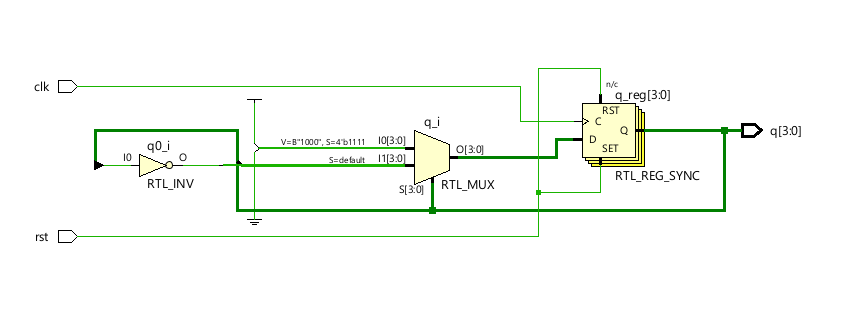 clk
rst
q0_i
I0
O
RTL_INV
V=B"1000", S=4'b1111
S=default
q_i
I0[3:0]
I1[3:0]
S[3:0]
O[3:0]
RTL_MUX
n/c
q_reg[3:0]
RST
C
D
Q
SET
RTL_REG_SYNC
q[3:0]